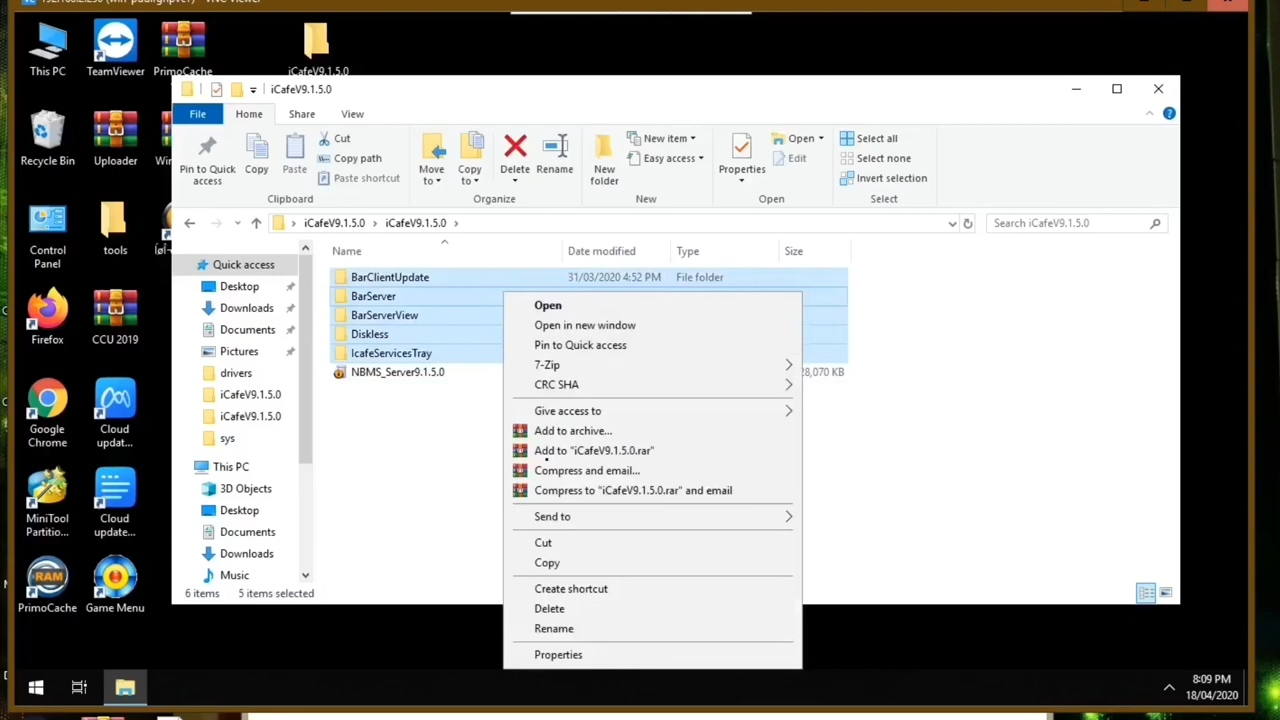 This PC
TeamViewer
PrimoCache
iCafeV9.1.5.0
Recycle Bin
Uploader
Control
Panel
tools
Firefox
CCU 2019
Google
Chrome
Cloud
updat...
MiniTool
Partitio...
Cloud
update...
PrimoCache
Game Menu
iCafeV9.1.5.0
File
Home
Share
View
Pin to Quick
access
Copy
Paste
Cut
Copy path
Paste shortcut
Clipboard
Move
to
Copy
to
Delete
Rename
Organize
New
folder
New item
Easy access
New
Properties
Open
Edit
Open
Select all
Select none
Invert selection
Select
iCafeV9.1.5.0 > iCafeV9.1.5.0 >
Search iCafeV9.1.5.0
Quick access
Desktop
Downloads
Documents
Pictures
drivers
iCafeV9.1.5.0
iCafeV9.1.5.0
sys
This PC
3D Objects
Desktop
Documents
Downloads
Music
Name Date modified Type Size
BarClientUpdate 31/03/2020 4:52 PM File folder
BarServer
BarServerView
Diskless
IcafeServicesTray
NBMS_Server9.1.5.0 28,070 KB
Open
Open in new window
Pin to Quick access
7-Zip
CRC SHA
Give access to
Add to archive...
Add to "iCafeV9.1.5.0.rar"
Compress and email...
Compress to "iCafeV9.1.5.0.rar" and email
Send to
Cut
Copy
Create shortcut
Delete
Rename
Properties
6 items 5 items selected
8:09 PM
18/04/2020